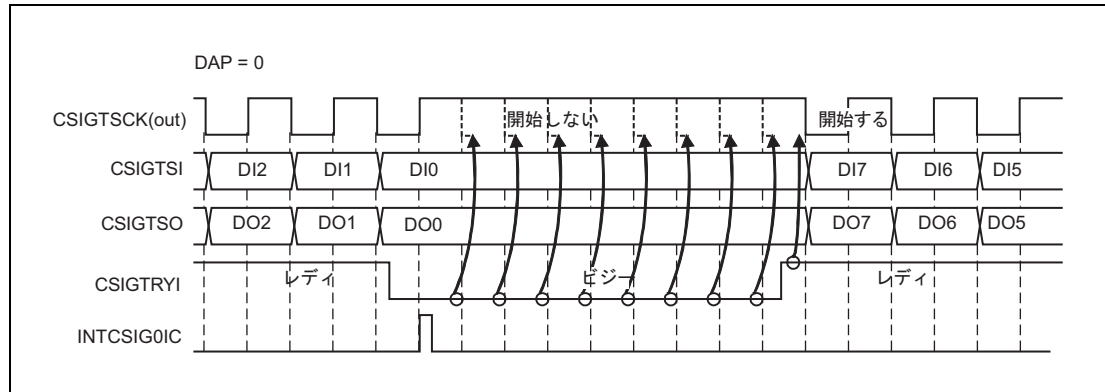 DAP = 0
CSIGTSCK(out) 開始しない 開始する
CSIGTSI DI2 DI1 DI0 DI7 DI6 DI5
CSIGTSO DO2 DO1 DO0 DO7 DO6 DO5
CSIGTRYI レディ ビジー レディ
INTCSIG0IC